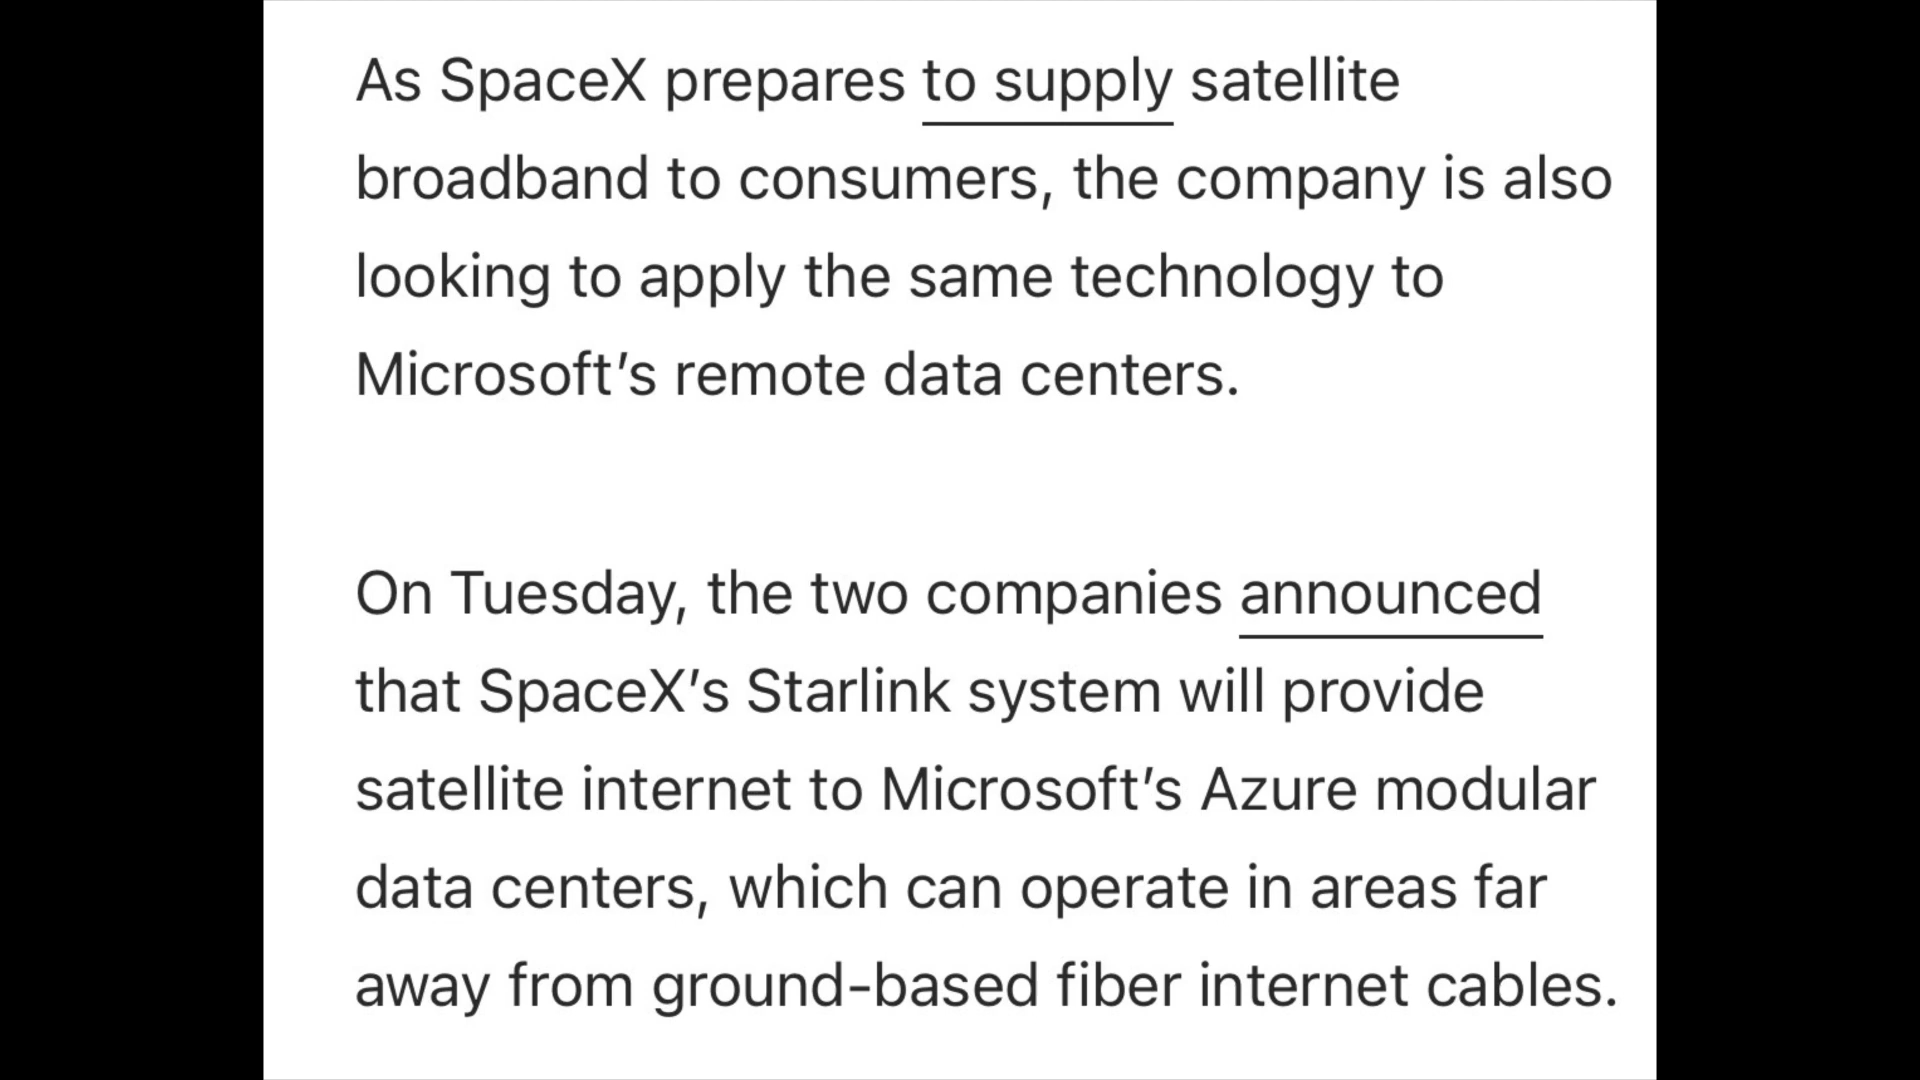 As SpaceX prepares to supply satellite
broadband to consumers, the company is also
looking to apply the same technology to
Microsoft’s remote data centers.
On Tuesday, the two companies announced
that SpaceX’s Starlink system will provide
satellite internet to Microsoft’s Azure modular
data centers, which can operate in areas far
away from ground-based fiber internet cables.